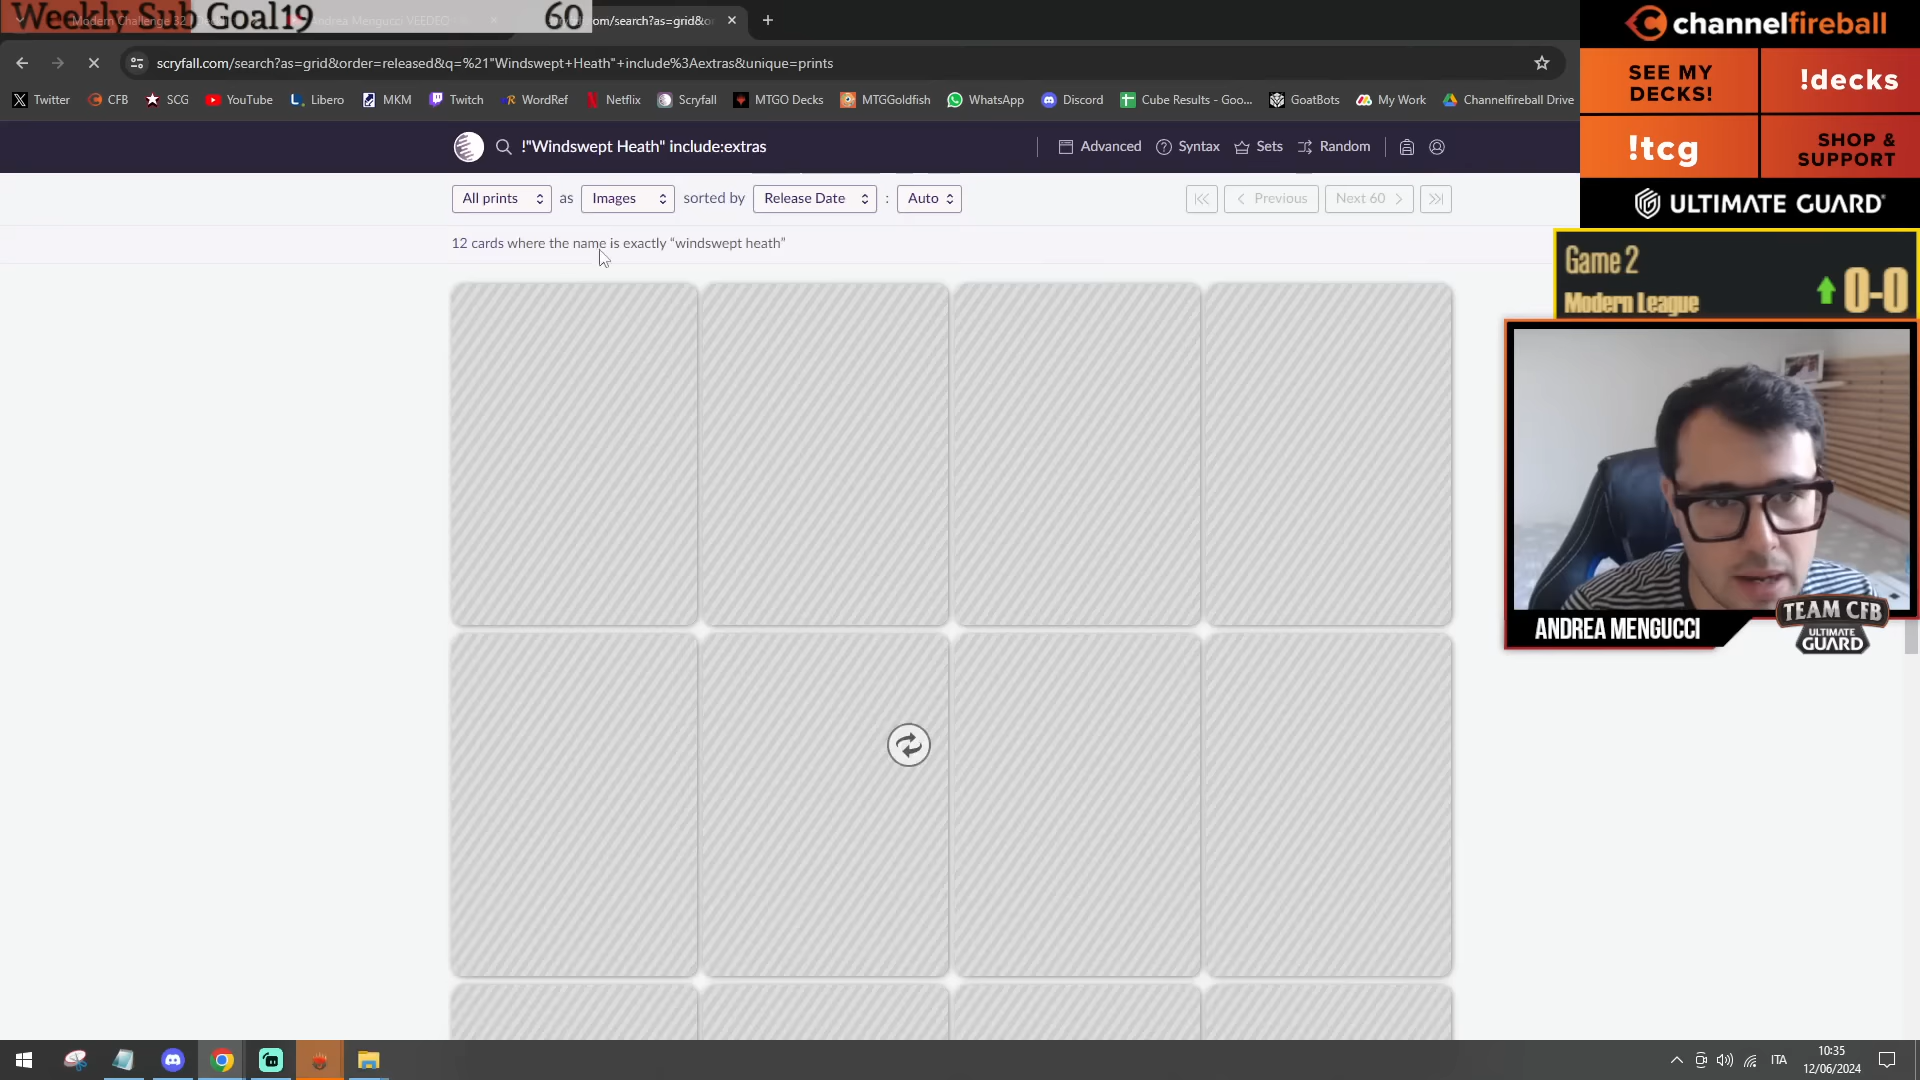 Weekly Sub Goal19
60
Modern Challenge 32
Andrea Mengucci VEEDEO
.com/search?as=grid&o
scryfall.com/search?as=grid&order=released&q=%21"Windswept+Heath"+include%3Aextras&unique=prints
Twitter
CFB
SCG
YouTube
Libero
MKM
Twitch
WordRef
Netflix
Scryfall
MTGO Decks
MTGGoldfish
WhatsApp
Discord
Cube Results - Goo...
GoatBots
My Work
Channelfireball Drive
!"Windswept Heath" include:extras
Advanced
Syntax
Sets
Random
All prints
as
Images
sorted by
Release Date
:
Auto
Previous
Next 60
12 cards where the name is exactly “windswept heath”
channelfireball
SEE MY
DECKS!
!decks
!tcg
SHOP &
SUPPORT
ULTIMATE GUARD
Game 2
Modern League
0-0
ANDREA MENGUCCI
TEAM CFB
ULTIMATE
GUARD
ITA
10:35
12/06/2024